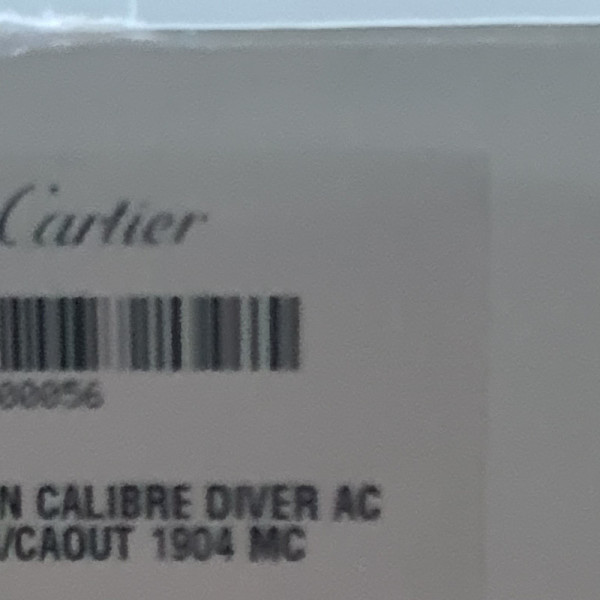 Cartier
00056
N CALIBRE DIVER AC
/CAOUT 1904 MC